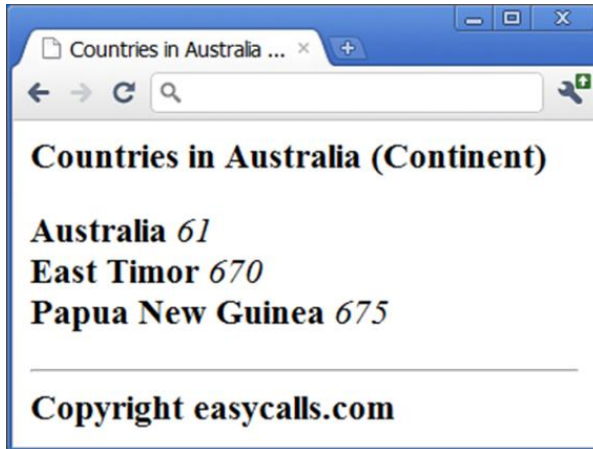 Countries in Australia ...
Countries in Australia (Continent)
Australia 61
East Timor 670
Papua New Guinea 675
Copyright easycalls.com